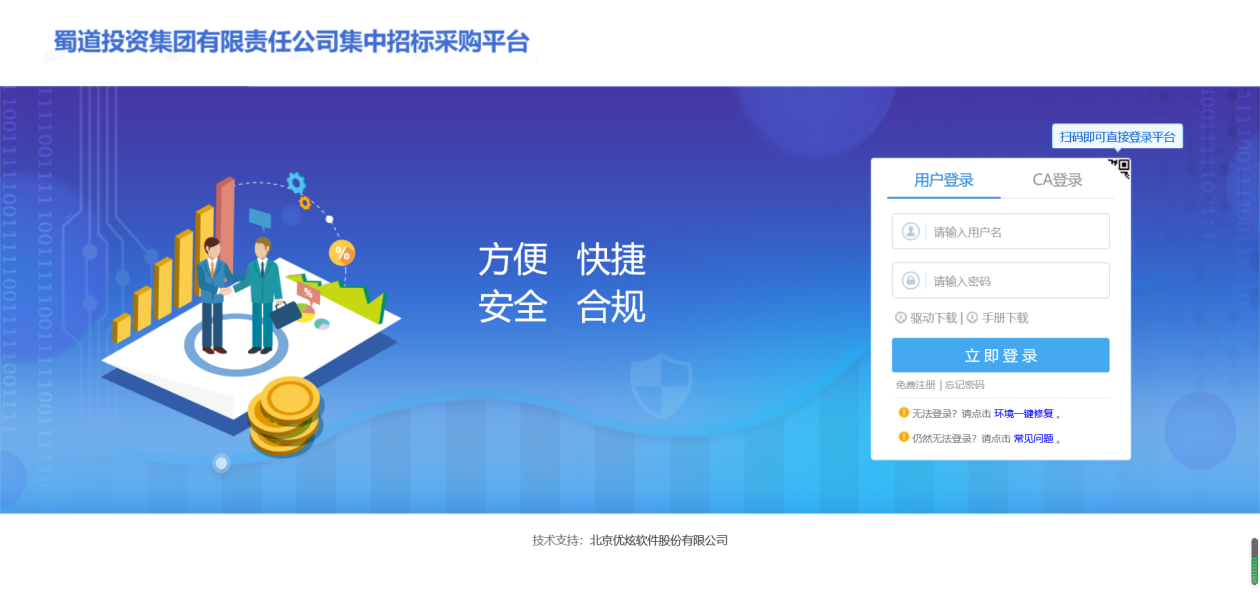 蜀道投资集团有限责任公司集中招标采购平台
扫码即可直接登录平台
用户登录 CA登录
请输入用户名
请输入密码
驱动下载 | 手册下载
立即登录
免费注册 | 忘记密码
无法登录？请点击 环境一键修复 。
仍然无法登录？请点击 常见问题 。
方便 快捷
安全 合规
%
%
技术支持：北京优炫软件股份有限公司